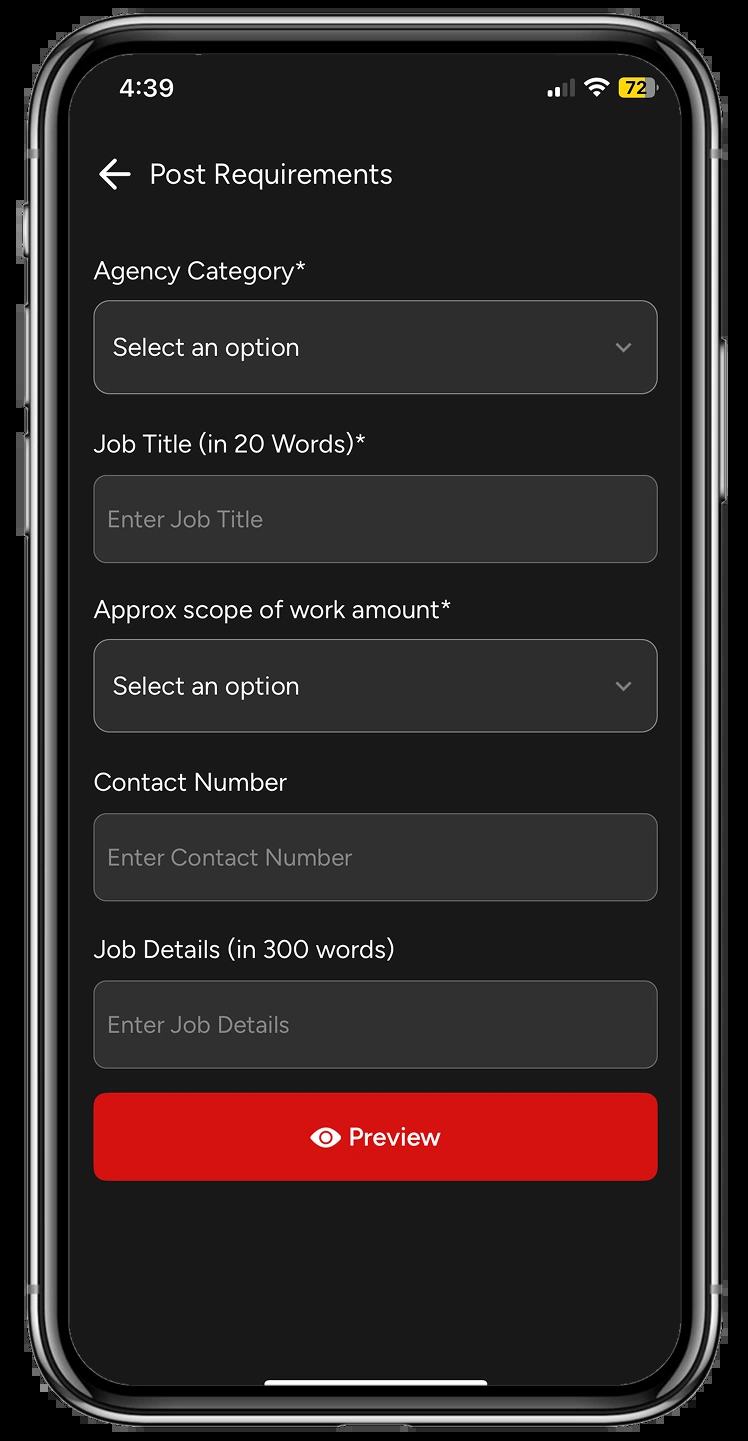 4:39
72
Post Requirements
Agency Category*
Select an option
Job Title (in 20 Words)*
Enter Job Title
Approx scope of work amount*
Select an option
Contact Number
Enter Contact Number
Job Details (in 300 words)
Enter Job Details
Preview